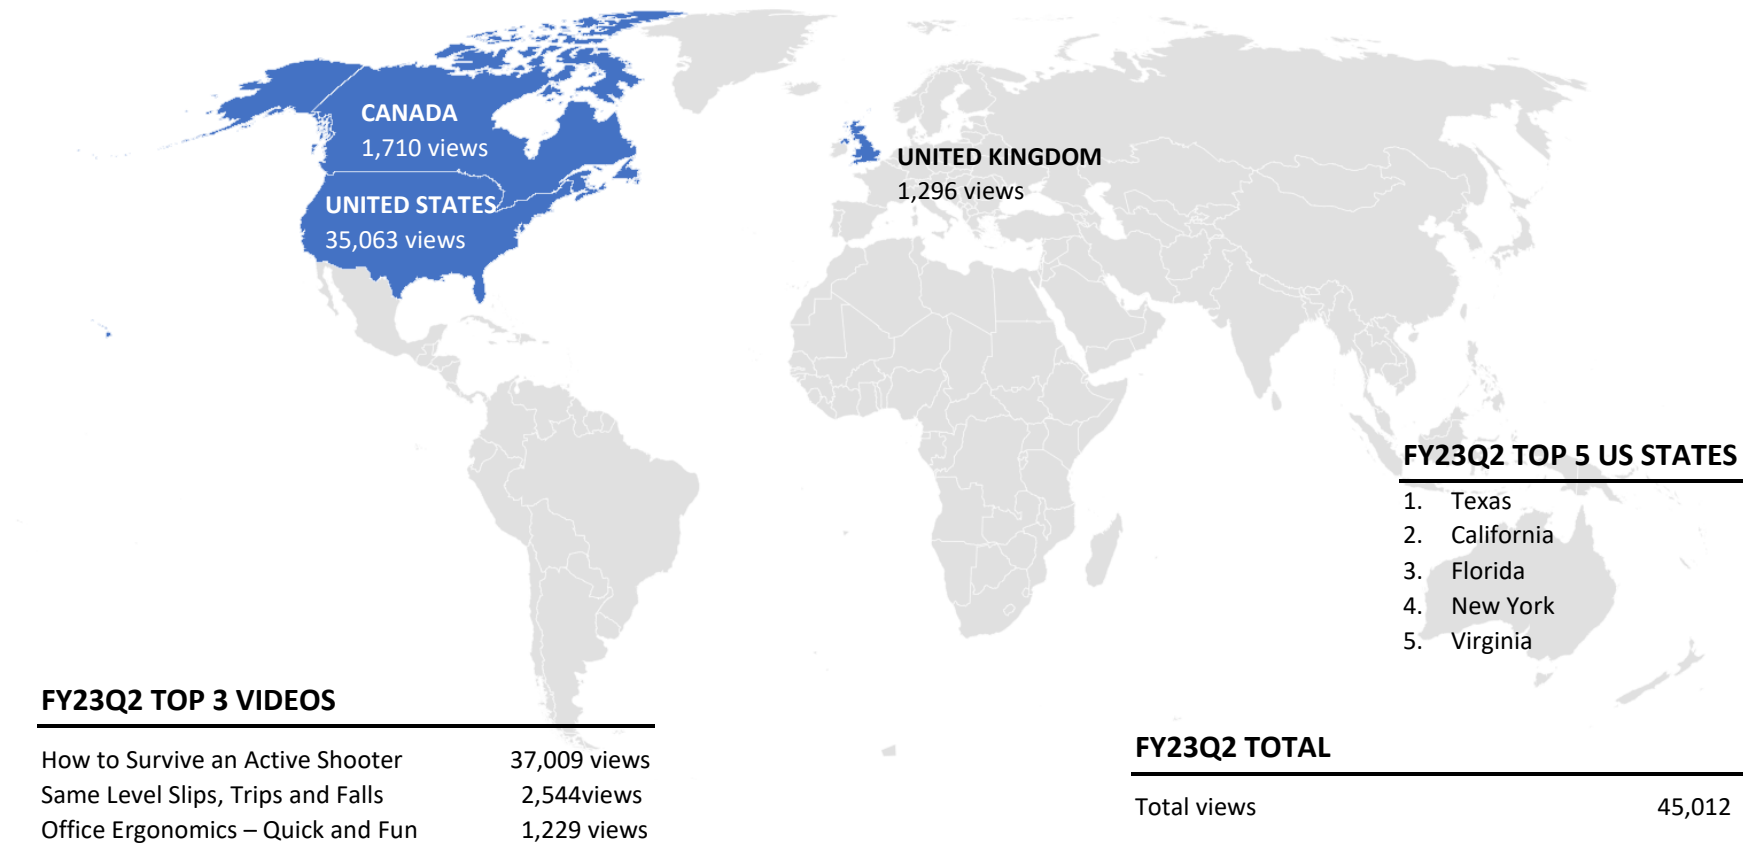 CANADA
1,710 views
UNITED STATES
35,063 views
UNITED KINGDOM
1,296 views
FY23Q2 TOP 5 US STATES
1. Texas
2. California
3. Florida
4. New York
5. Virginia
FY23Q2 TOP 3 VIDEOS
How to Survive an Active Shooter 37,009 views
Same Level Slips, Trips and Falls 2,544views
Office Ergonomics – Quick and Fun 1,229 views
FY23Q2 TOTAL
Total views 45,012